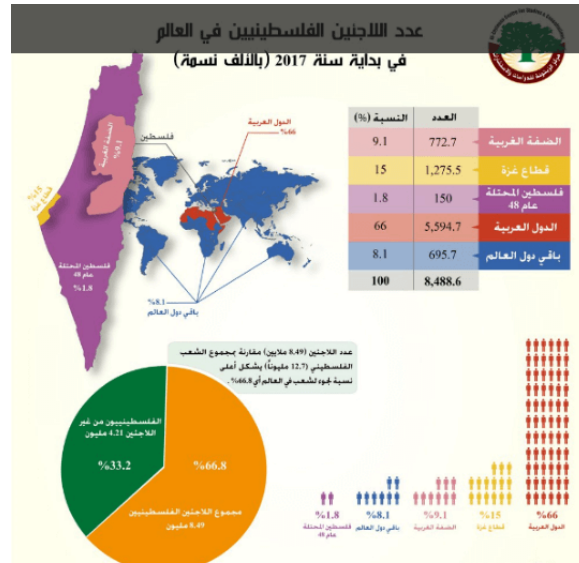 عدد اللاجئين الفلسطينيين في العالم
في بداية سنة 2017 (بالألف نسمة)
الدول العربية
%66
فلسطين
الضفة الغربية
%9.1
%15
قطاع غزة
فلسطين المحتلة
عام 48
%1.8
%8.1
باقي دول العالم
العدد النسبة (%)
الضفة الغربية 772.7 9.1
قطاع غزة 1,275.5 15
فلسطين المحتلة عام 48 150 1.8
الدول العربية 5,594.7 66
باقي دول العالم 695.7 8.1
8,488.6 100
عدد اللاجئين (8.49 ملايين) مقارنة بمجموع الشعب
الفلسطيني (12.7 مليوناً) يشكل أعلى
نسبة لجوء لشعب في العالم أي 66.8%.
الفلسطينيون من غير
اللاجئين 4.21 مليون
%33.2
%66.8
مجموع اللاجئين الفلسطينيين
8.49 مليون
%66
الدول العربية
%15
قطاع غزة
%9.1
الضفة الغربية
%8.1
باقي دول العالم
%1.8
فلسطين المحتلة
عام 48